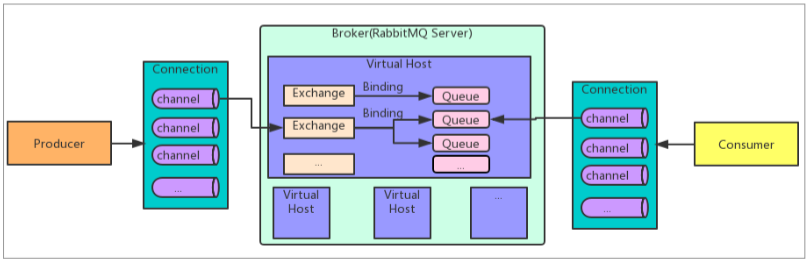 Broker(RabbitMQ Server)
Virtual Host
Exchange
Binding
Queue
Exchange
Binding
Queue
Queue
...
...
Virtual
Host
Virtual
Host
...
Producer
Connection
channel
channel
channel
...
Connection
channel
channel
channel
...
Consumer